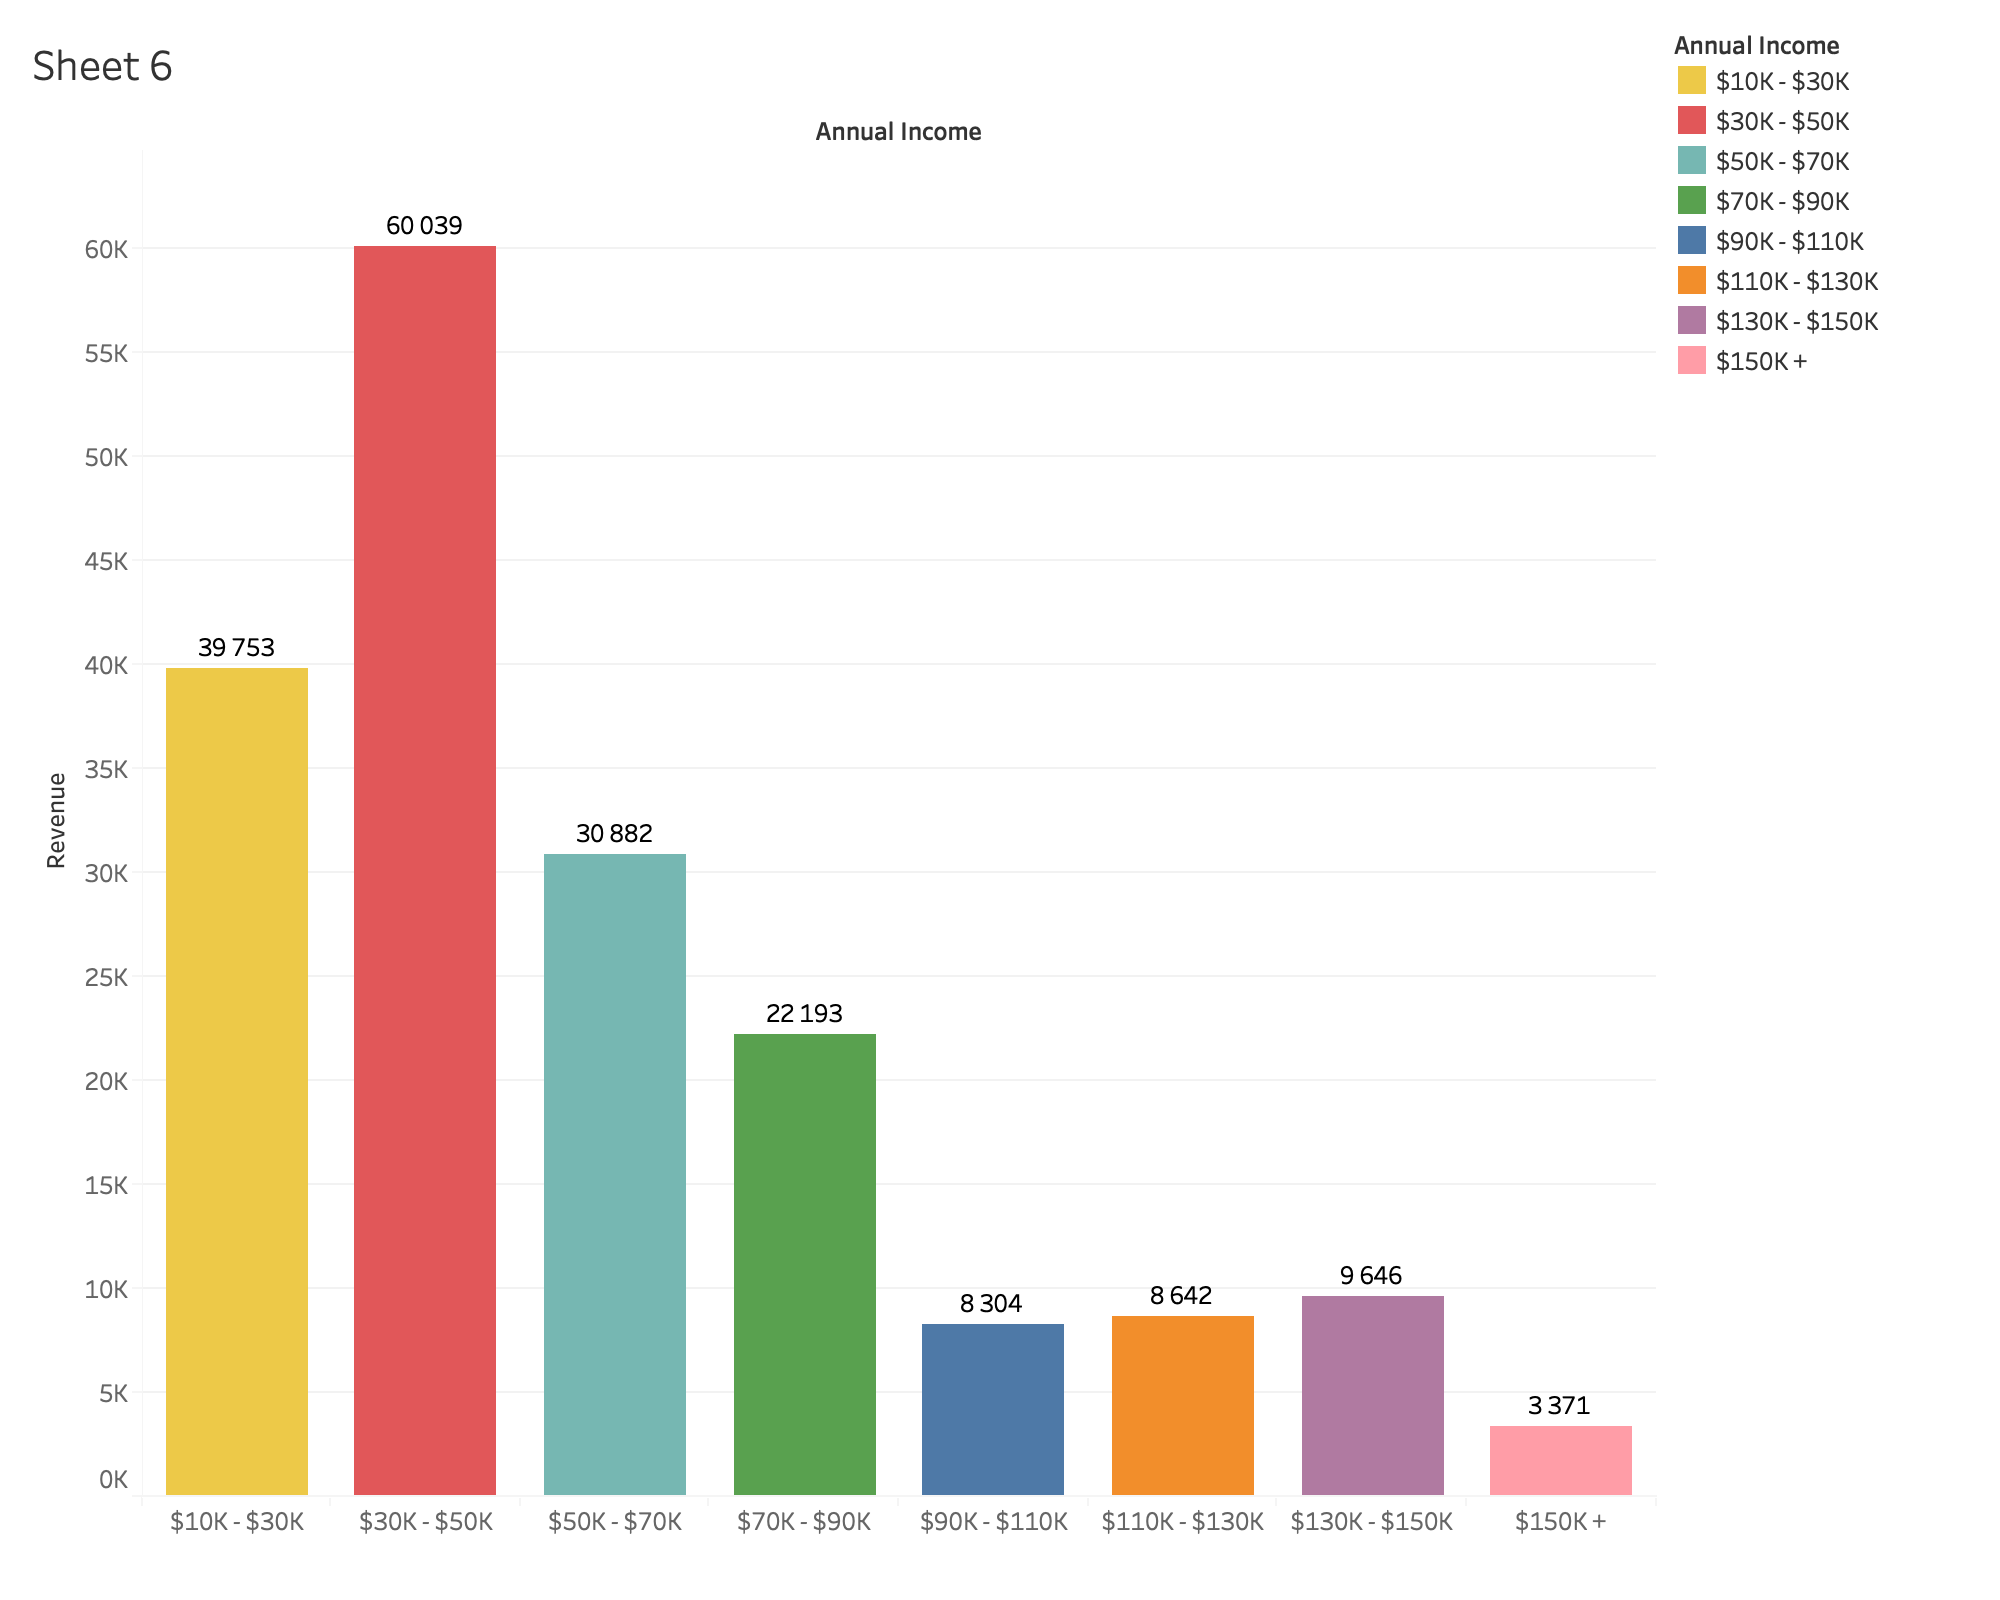 Sheet 6
Annual Income
Revenue
60K
55K
50K
45K
40K
35K
30K
25K
20K
15K
10K
5K
0K
39 753
60 039
30 882
22 193
8 304
8 642
9 646
3 371
$10K - $30K
$30K - $50K
$50K - $70K
$70K - $90K
$90K - $110K
$110K - $130K
$130K - $150K
$150K +
Annual Income
$10K - $30K
$30K - $50K
$50K - $70K
$70K - $90K
$90K - $110K
$110K - $130K
$130K - $150K
$150K +